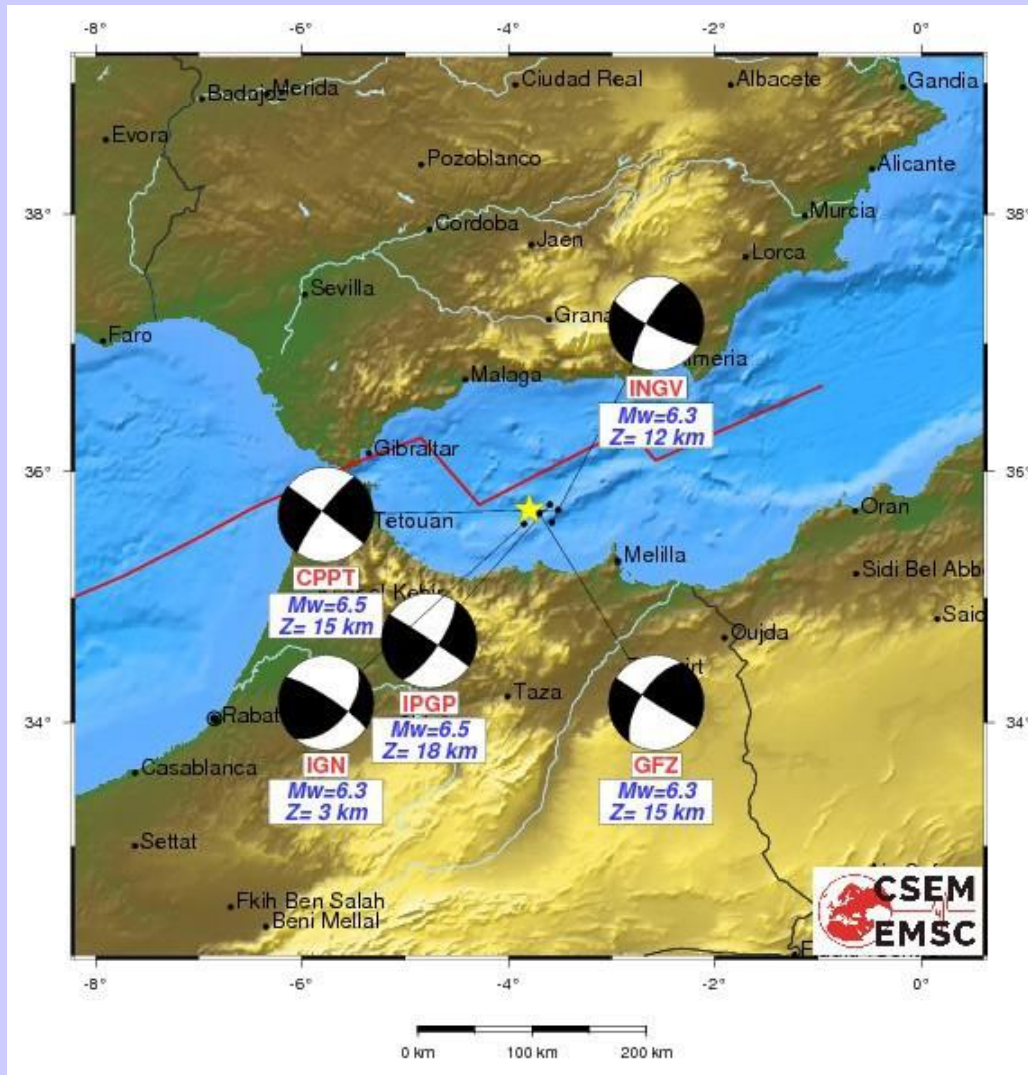 -8° -6° -4° -2° 0°
Ciudad Real
Albacete
Gandia
Badajoz
Merida
Evora
Pozoblanco
Alicante
38°
38°
Cordoba
Murcia
Jaen
Lorca
Sevilla
Faro
Malaga
INGV
Mw=6.3
Z= 12 km
Gibraltar
36°
36°
Tetouan
Oran
Melilla
CPPT
Mw=6.5
Z= 15 km
Sidi Bel Abb
Saic
Oujda
IPGP
Mw=6.5
Z= 18 km
Taza
34°
34°
Rabat
IGN
Mw=6.3
Z= 3 km
GFZ
Mw=6.3
Z= 15 km
Casablanca
Settat
Fkih Ben Salah
Beni Mellal
CSEM
EMSC
-8° -6° -4° -2° 0°
0 km 100 km 200 km